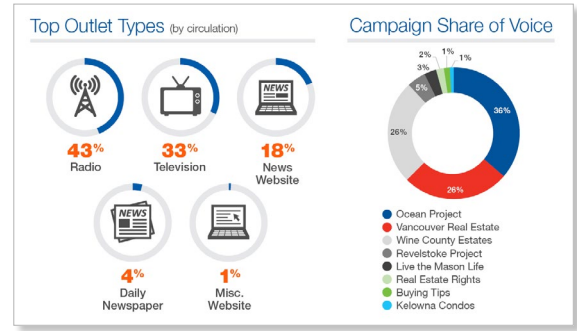 Top Outlet Types (by circulation)
43%
Radio
33%
Television
NEWS
18%
News
Website
NEWS
4%
Daily
Newspaper
1%
Misc.
Website
Campaign Share of Voice
36%
26%
26%
5%
3%
2%
1%
1%
Ocean Project
Vancouver Real Estate
Wine County Estates
Revelstoke Project
Live the Mason Life
Real Estate Rights
Buying Tips
Kelowna Condos